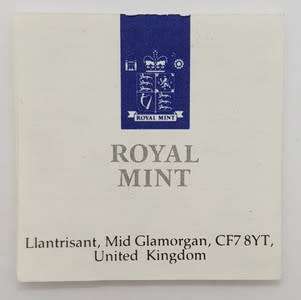 ROYAL MINT
ROYAL
MINT
Llantrisant, Mid Glamorgan, CF7 8YT,
United Kingdom